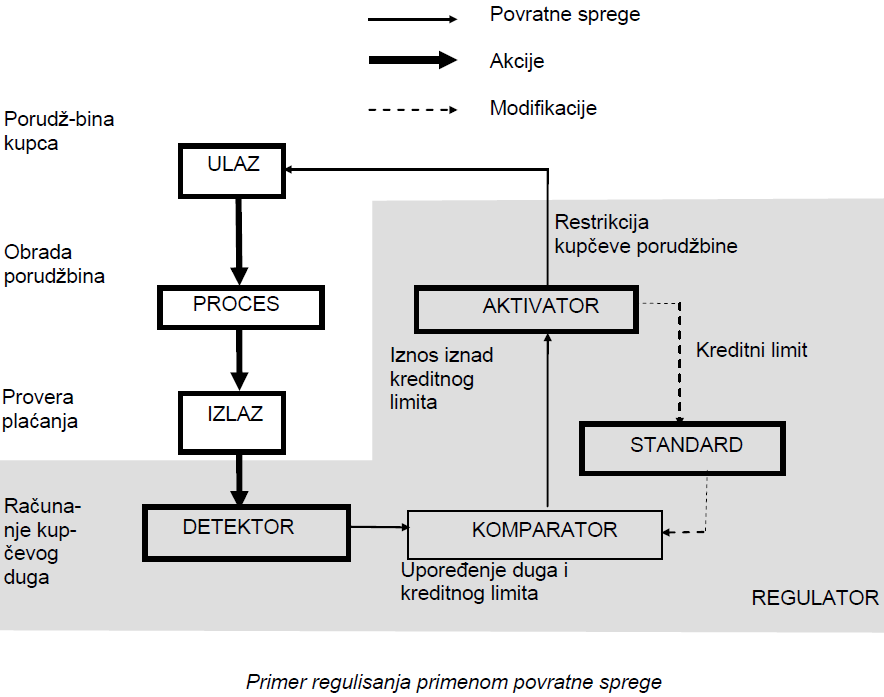 Povratne sprege
Akcije
Modifikacije
Porudž-bina
kupca
ULAZ
Restrikcija
kupčeve porudžbine
Obrada
porudžbina
PROCES
AKTIVATOR
Iznos iznad
kreditnog
limita
Kreditni limit
Provera
plaćanja
IZLAZ
STANDARD
Računa-
nje kup-
čevog
duga
DETEKTOR
KOMPARATOR
Upoređenje duga i
kreditnog limita
REGULATOR
Primer regulisanja primenom povratne sprege